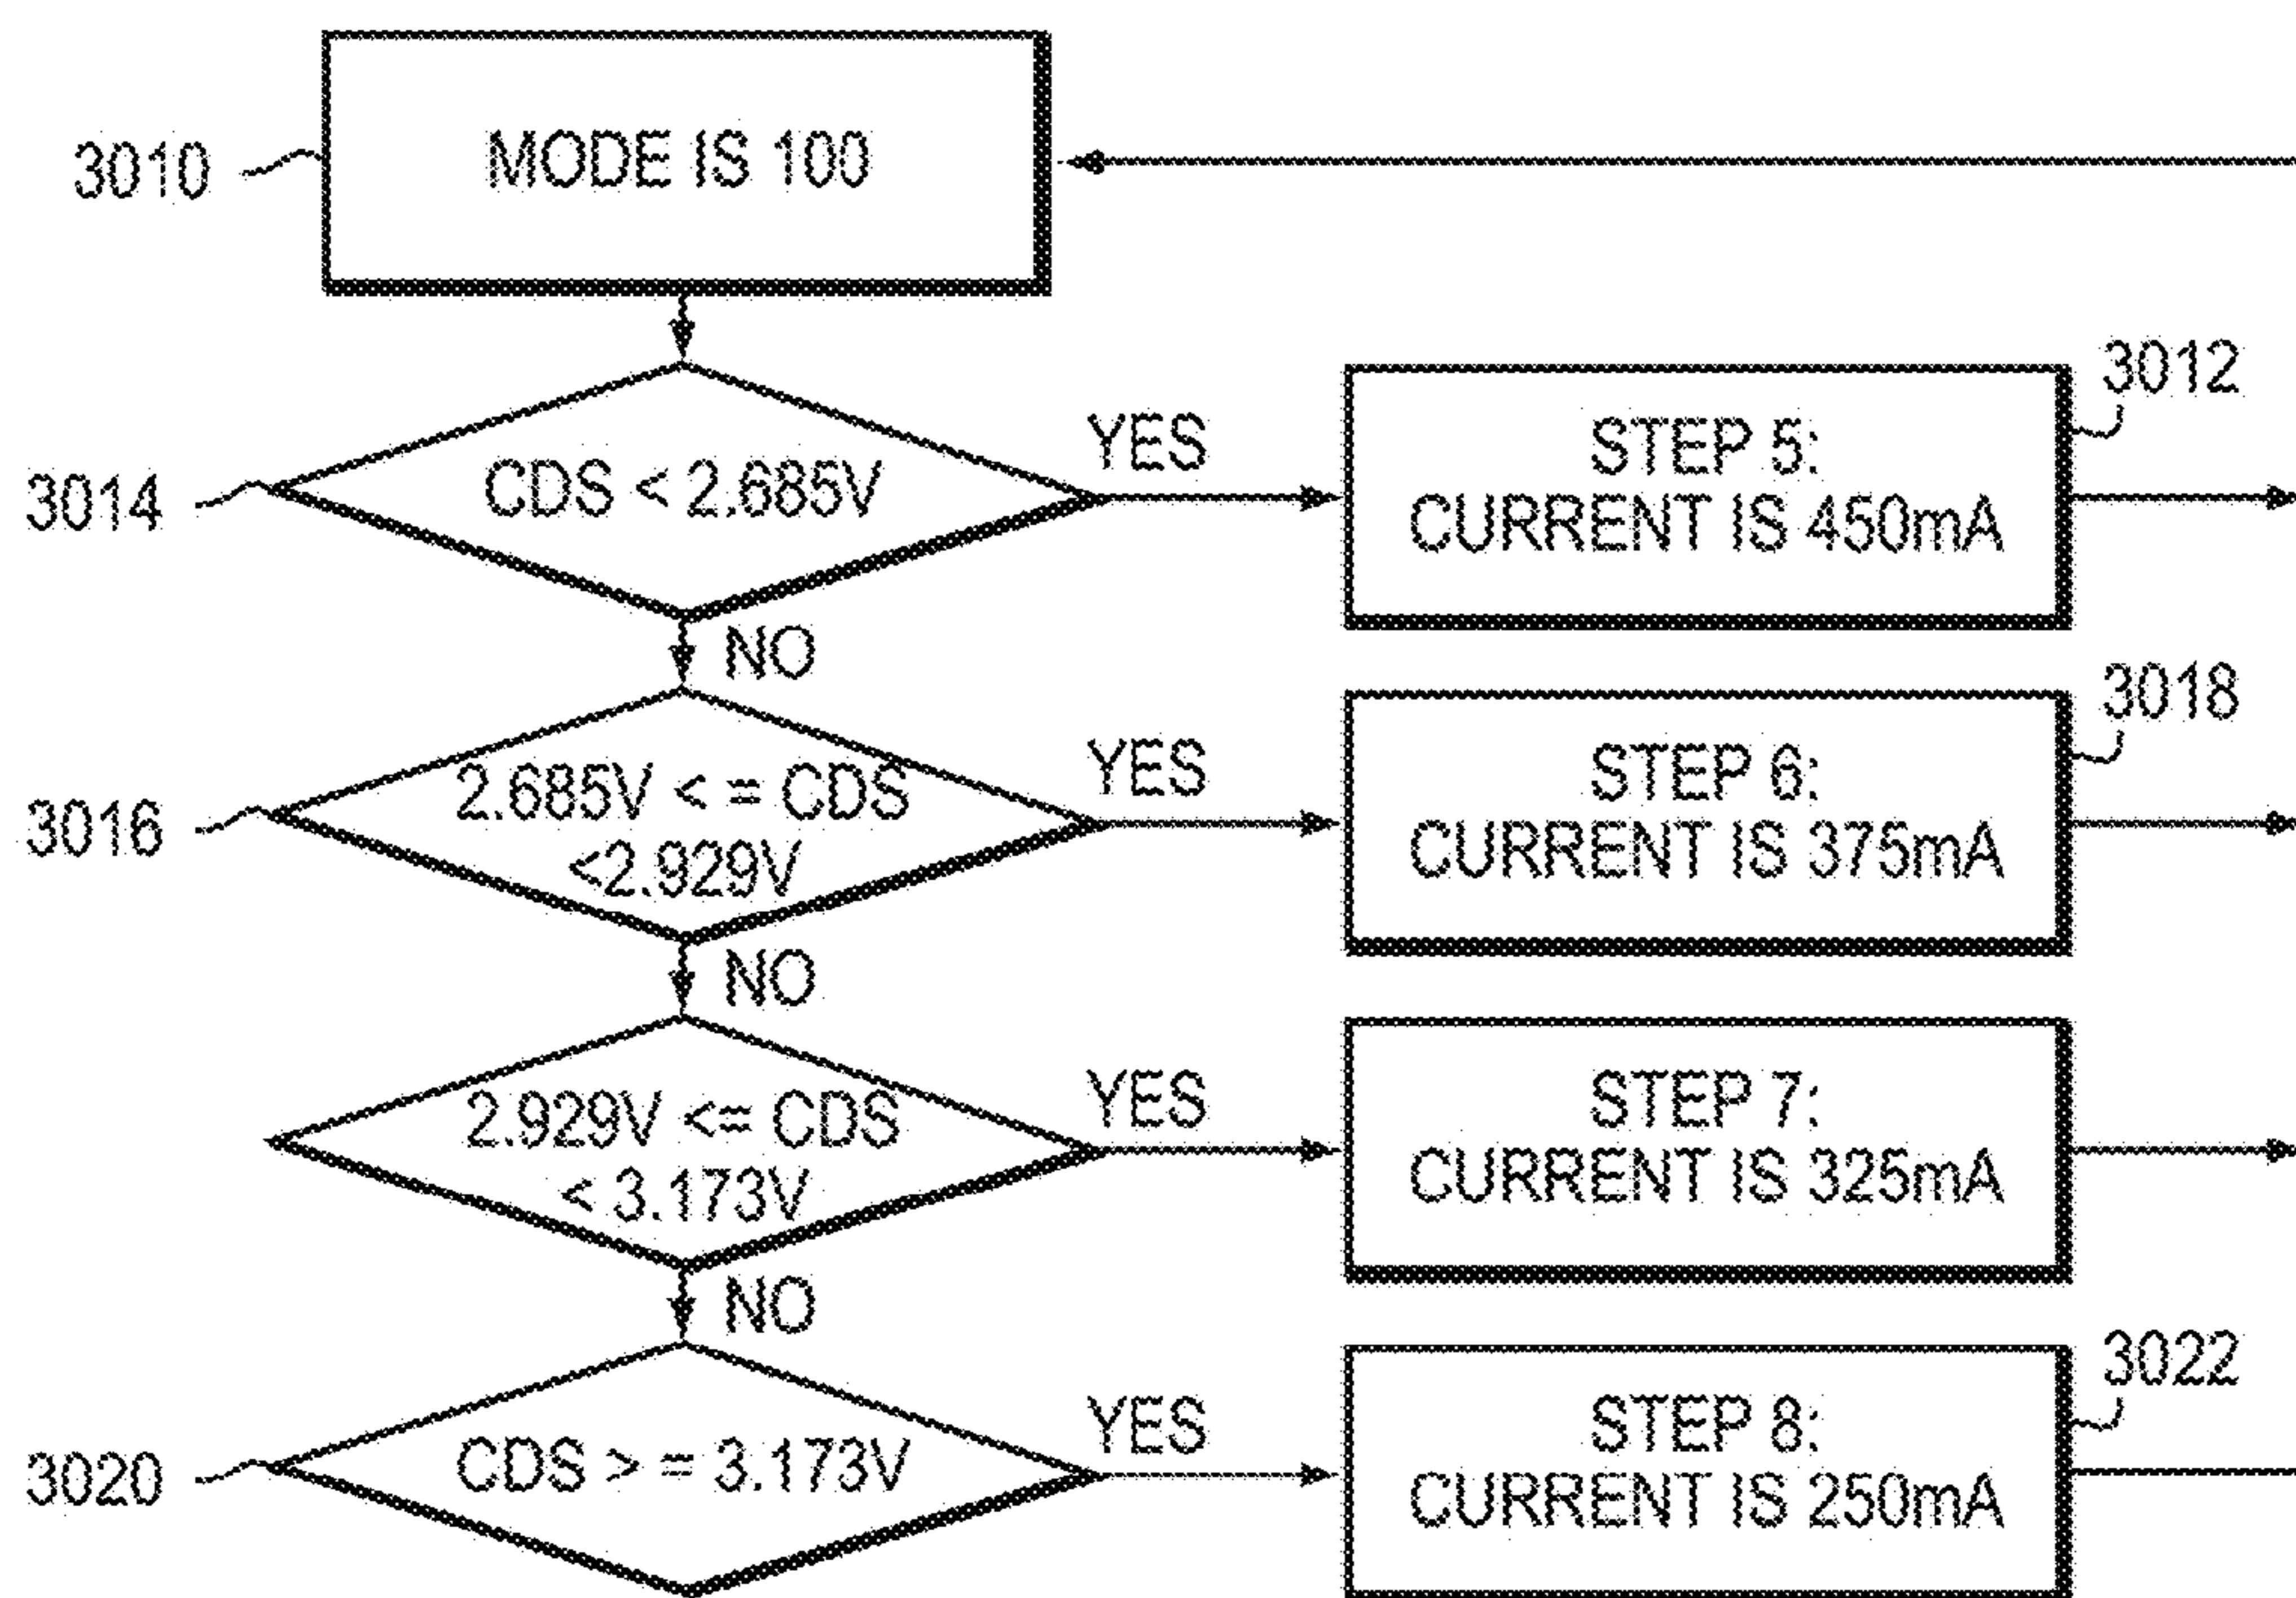 3010
MODE IS 100
3014
CDS < 2.685V
YES
STEP 5:
CURRENT IS 450mA
3012
NO
3016
2.685V < = CDS
<2.929V
YES
STEP 6:
CURRENT IS 375mA
3018
NO
2.929V <= CDS
< 3.173V
YES
STEP 7:
CURRENT IS 325mA
NO
3020
CDS > = 3.173V
YES
STEP 8:
CURRENT IS 250mA
3022